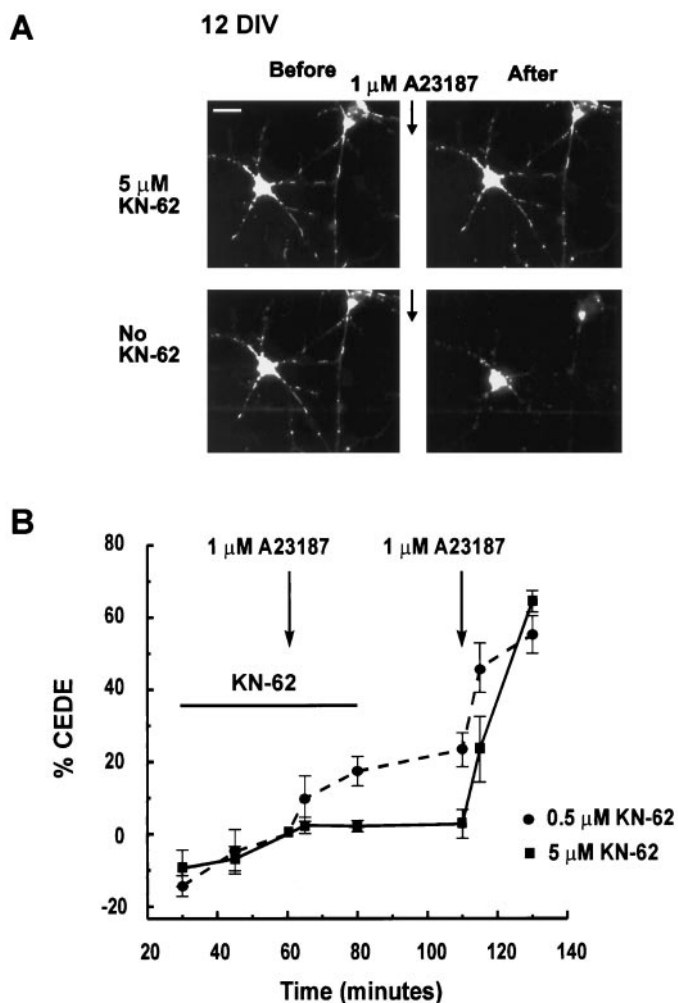 A
12 DIV
Before
1 μM A23187
After
5 μM
KN-62
No
KN-62
B
1 μM A23187
1 μM A23187
KN-62
% CEDE
80
60
40
20
0
-20
0.5 μM KN-62
5 μM KN-62
20 40 60 80 100 120 140
Time (minutes)